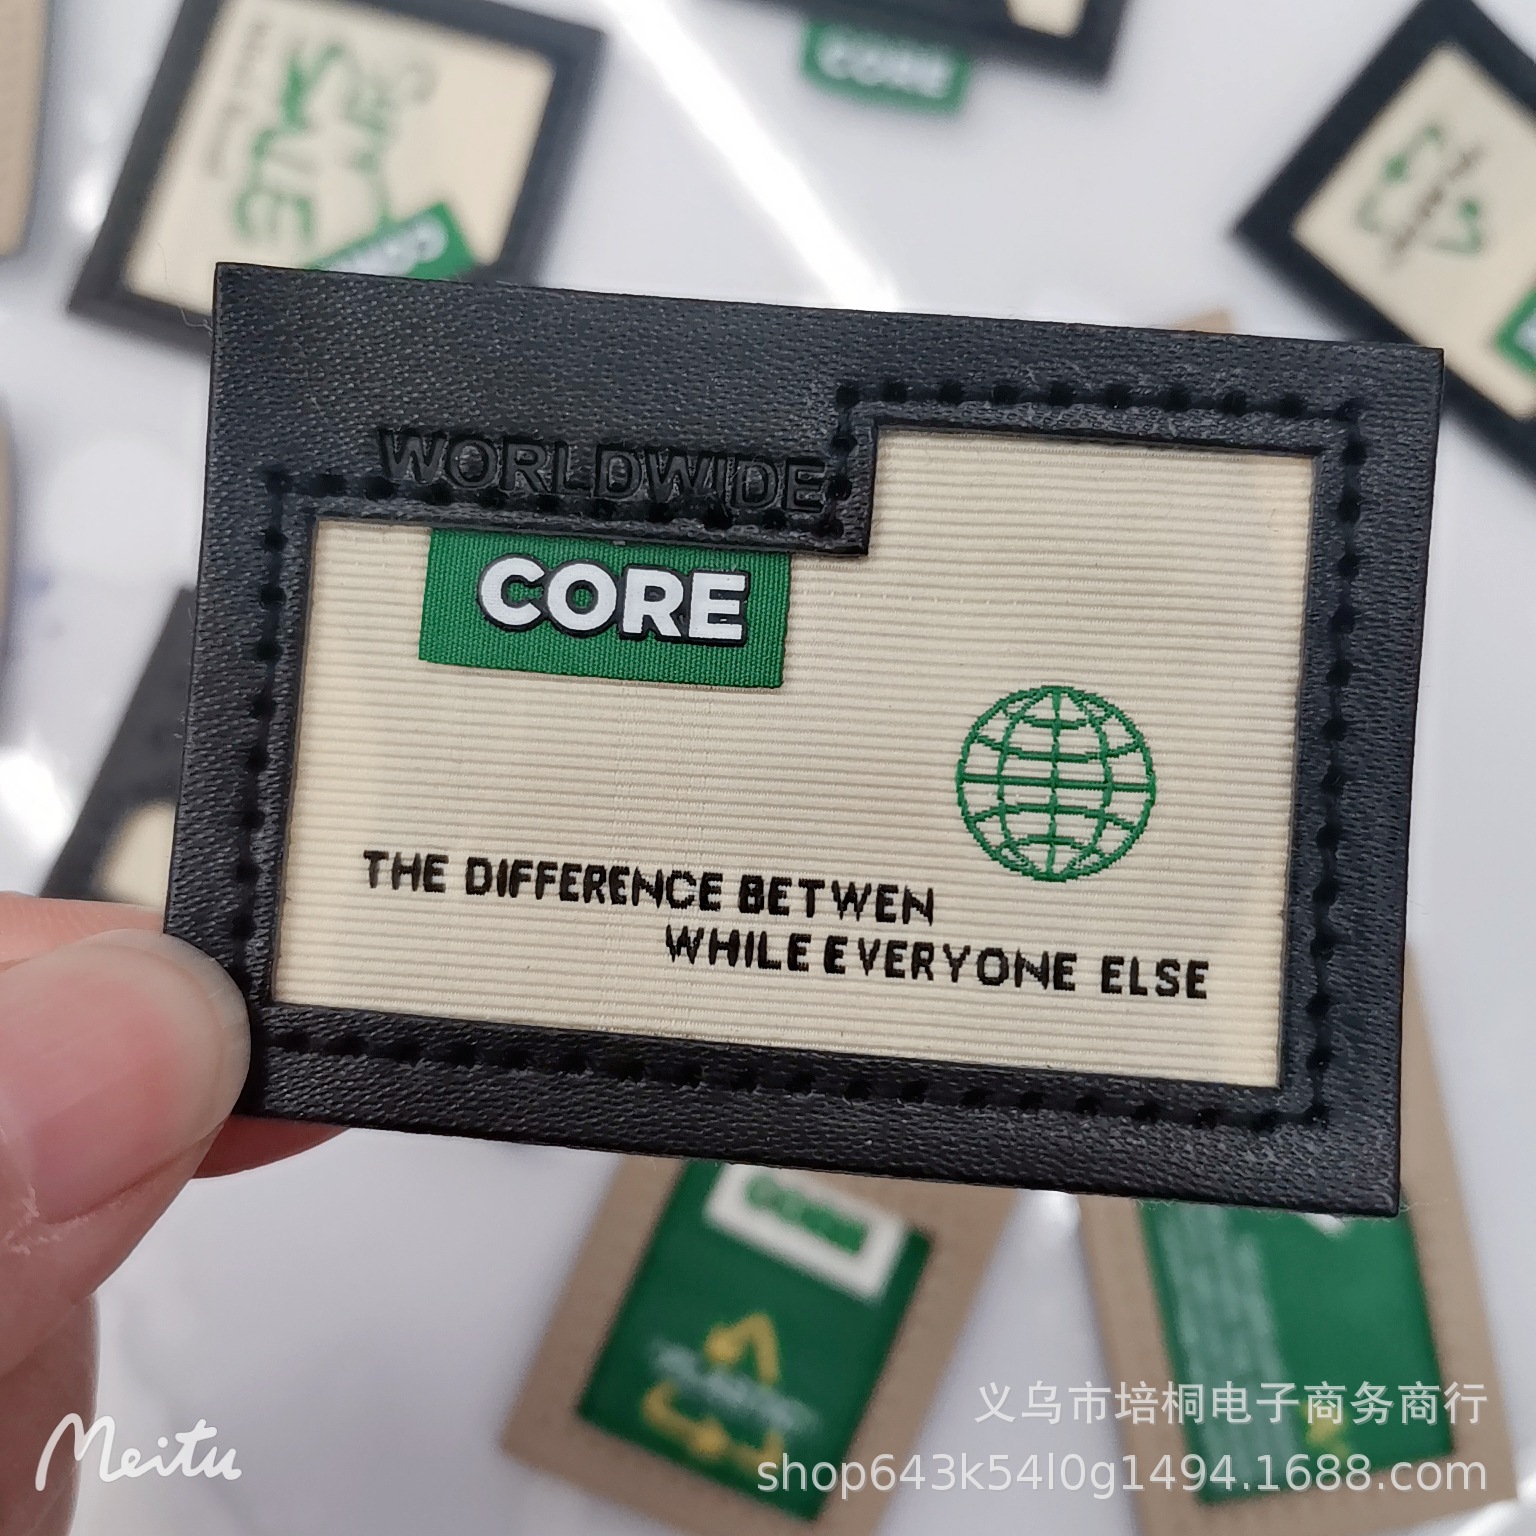 CORE
WORLDWIDE
CORE
THE DIFFERENCE BETWEN
WHILE EVERYONE ELSE
义乌市培桐电子商务商行
shop643k54l0g1494.1688.com
Meitu